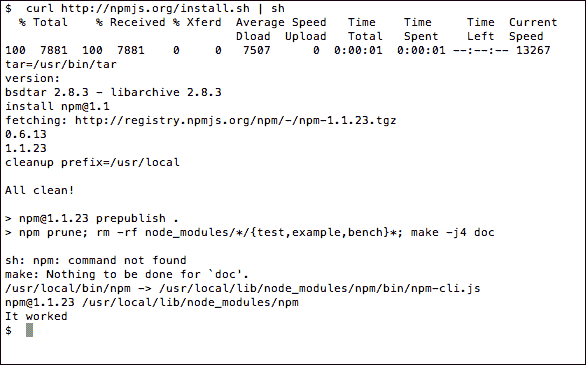 $  curl http://npmjs.org/install.sh | sh
  % Total    % Received % Xferd  Average Speed   Time    Time     Time  Current
                                 Dload  Upload   Total   Spent    Left  Speed
100  7881  100  7881    0     0   7507      0  0:00:01  0:00:01 --:--:-- 13267
tar=/usr/bin/tar
version:
bsdtar 2.8.3 - libarchive 2.8.3
install npm@1.1
fetching: http://registry.npmjs.org/npm/-/npm-1.1.23.tgz
0.6.13
1.1.23
cleanup prefix=/usr/local

All clean!

> npm@1.1.23 prepublish .
> npm prune; rm -rf node_modules/*/{test,example,bench}*; make -j4 doc

sh: npm: command not found
make: Nothing to be done for `doc'.
/usr/local/bin/npm -> /usr/local/lib/node_modules/npm/bin/npm-cli.js
npm@1.1.23 /usr/local/lib/node_modules/npm
It worked
$